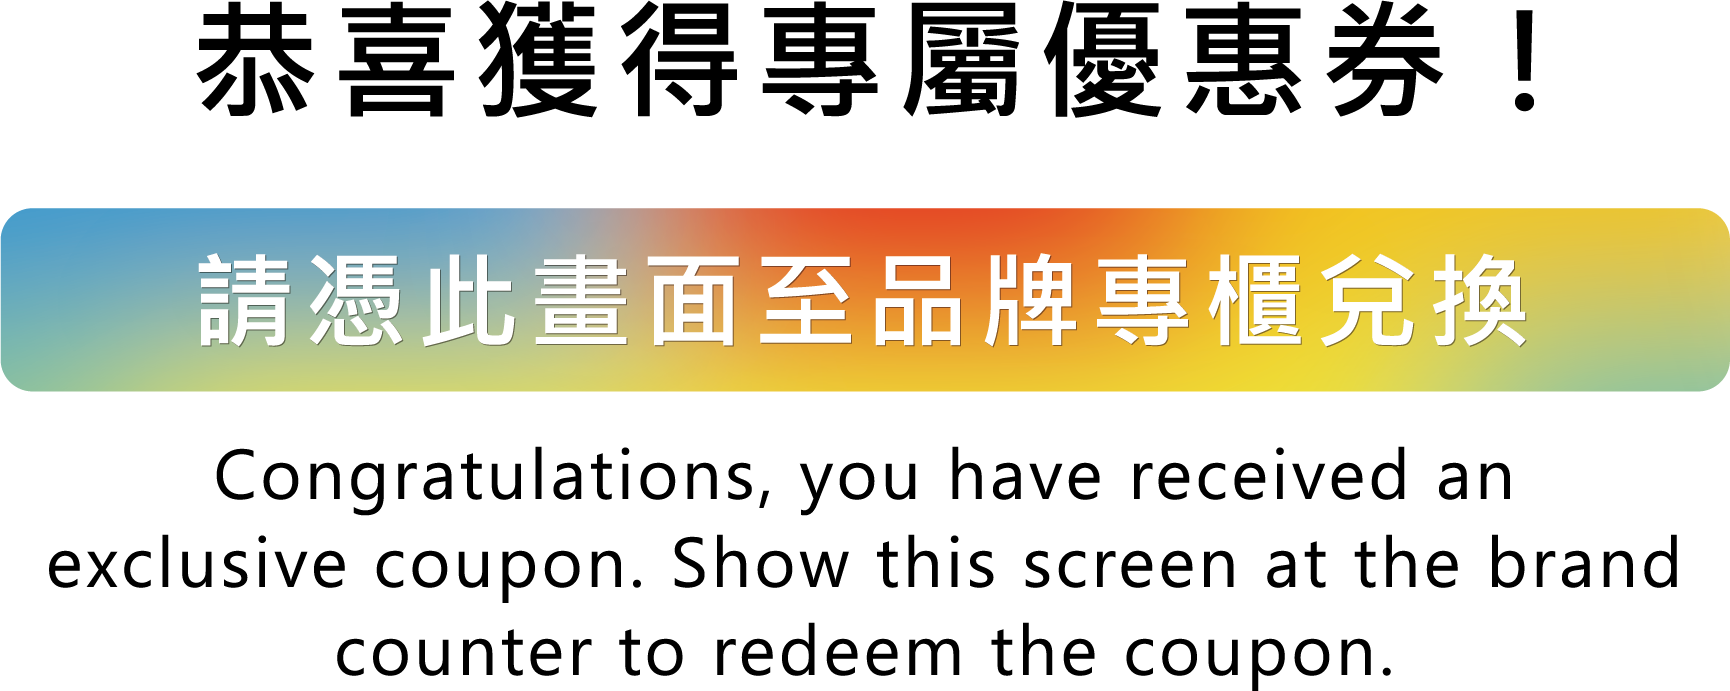 恭喜獲得專屬優惠券！
請憑此畫面至品牌專櫃兌換
Congratulations, you have received an
exclusive coupon. Show this screen at the brand
counter to redeem the coupon.